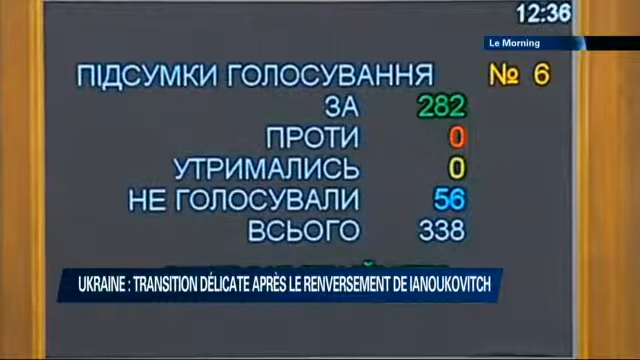 12:36
Le Morning
ПІДСУМКИ ГОЛОСУВАННЯ № 6
ЗА 282
ПРОТИ 0
УТРИМАЛИСЬ 0
НЕ ГОЛОСУВАЛИ 56
ВСЬОГО 338
UKRAINE : TRANSITION DÉLICATE APRÈS LE RENVERSEMENT DE IANOUKOVITCH